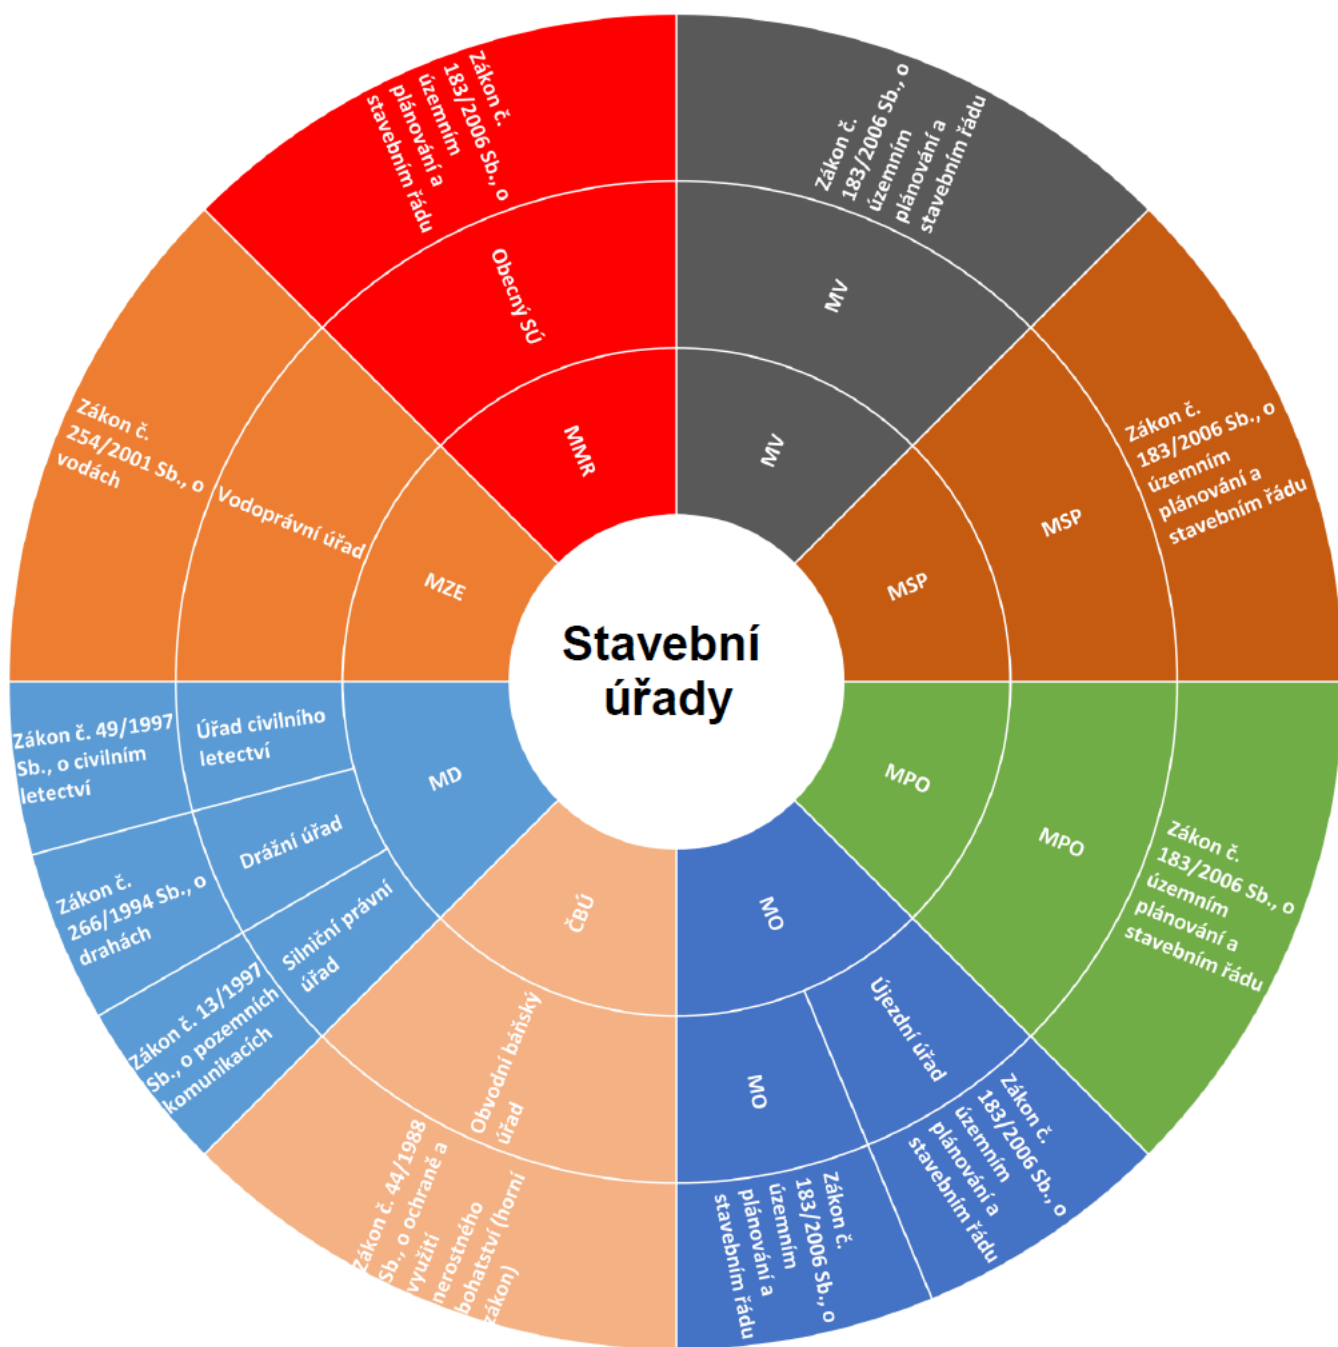 Stavební
úřady
MV
MV
Zákon č.
183/2006 Sb., o
územním
plánování a
stavebním řádu
MSP
MSP
Zákon č.
183/2006 Sb., o
územním
plánování a
stavebním řádu
MPO
MPO
Zákon č.
183/2006 Sb., o
územním
plánování a
stavebním řádu
MO
Újezdní úřad
Zákon č.
183/2006 Sb., o
územním
plánování a
stavebním řádu
MO
Zákon č.
183/2006 Sb., o
územním
plánování a
stavebním řádu
ČBÚ
Obvodní báňský
úřad
Zákon č. 44/1988
Sb., o ochraně a
využití
nerostného
bohatství (horní
zákon)
MD
Silniční právní
úřad
Zákon č. 13/1997
Sb., o pozemních
komunikacích
Drážní úřad
Zákon č.
266/1994 Sb., o
drahách
Úřad civilního
letectví
Zákon č. 49/1997
Sb., o civilním
letectví
MZE
Vodoprávní úřad
Zákon č.
254/2001 Sb., o
vodách
MMR
Obecný SÚ
Zákon č.
183/2006 Sb., o
územním
plánování a
stavebním řádu